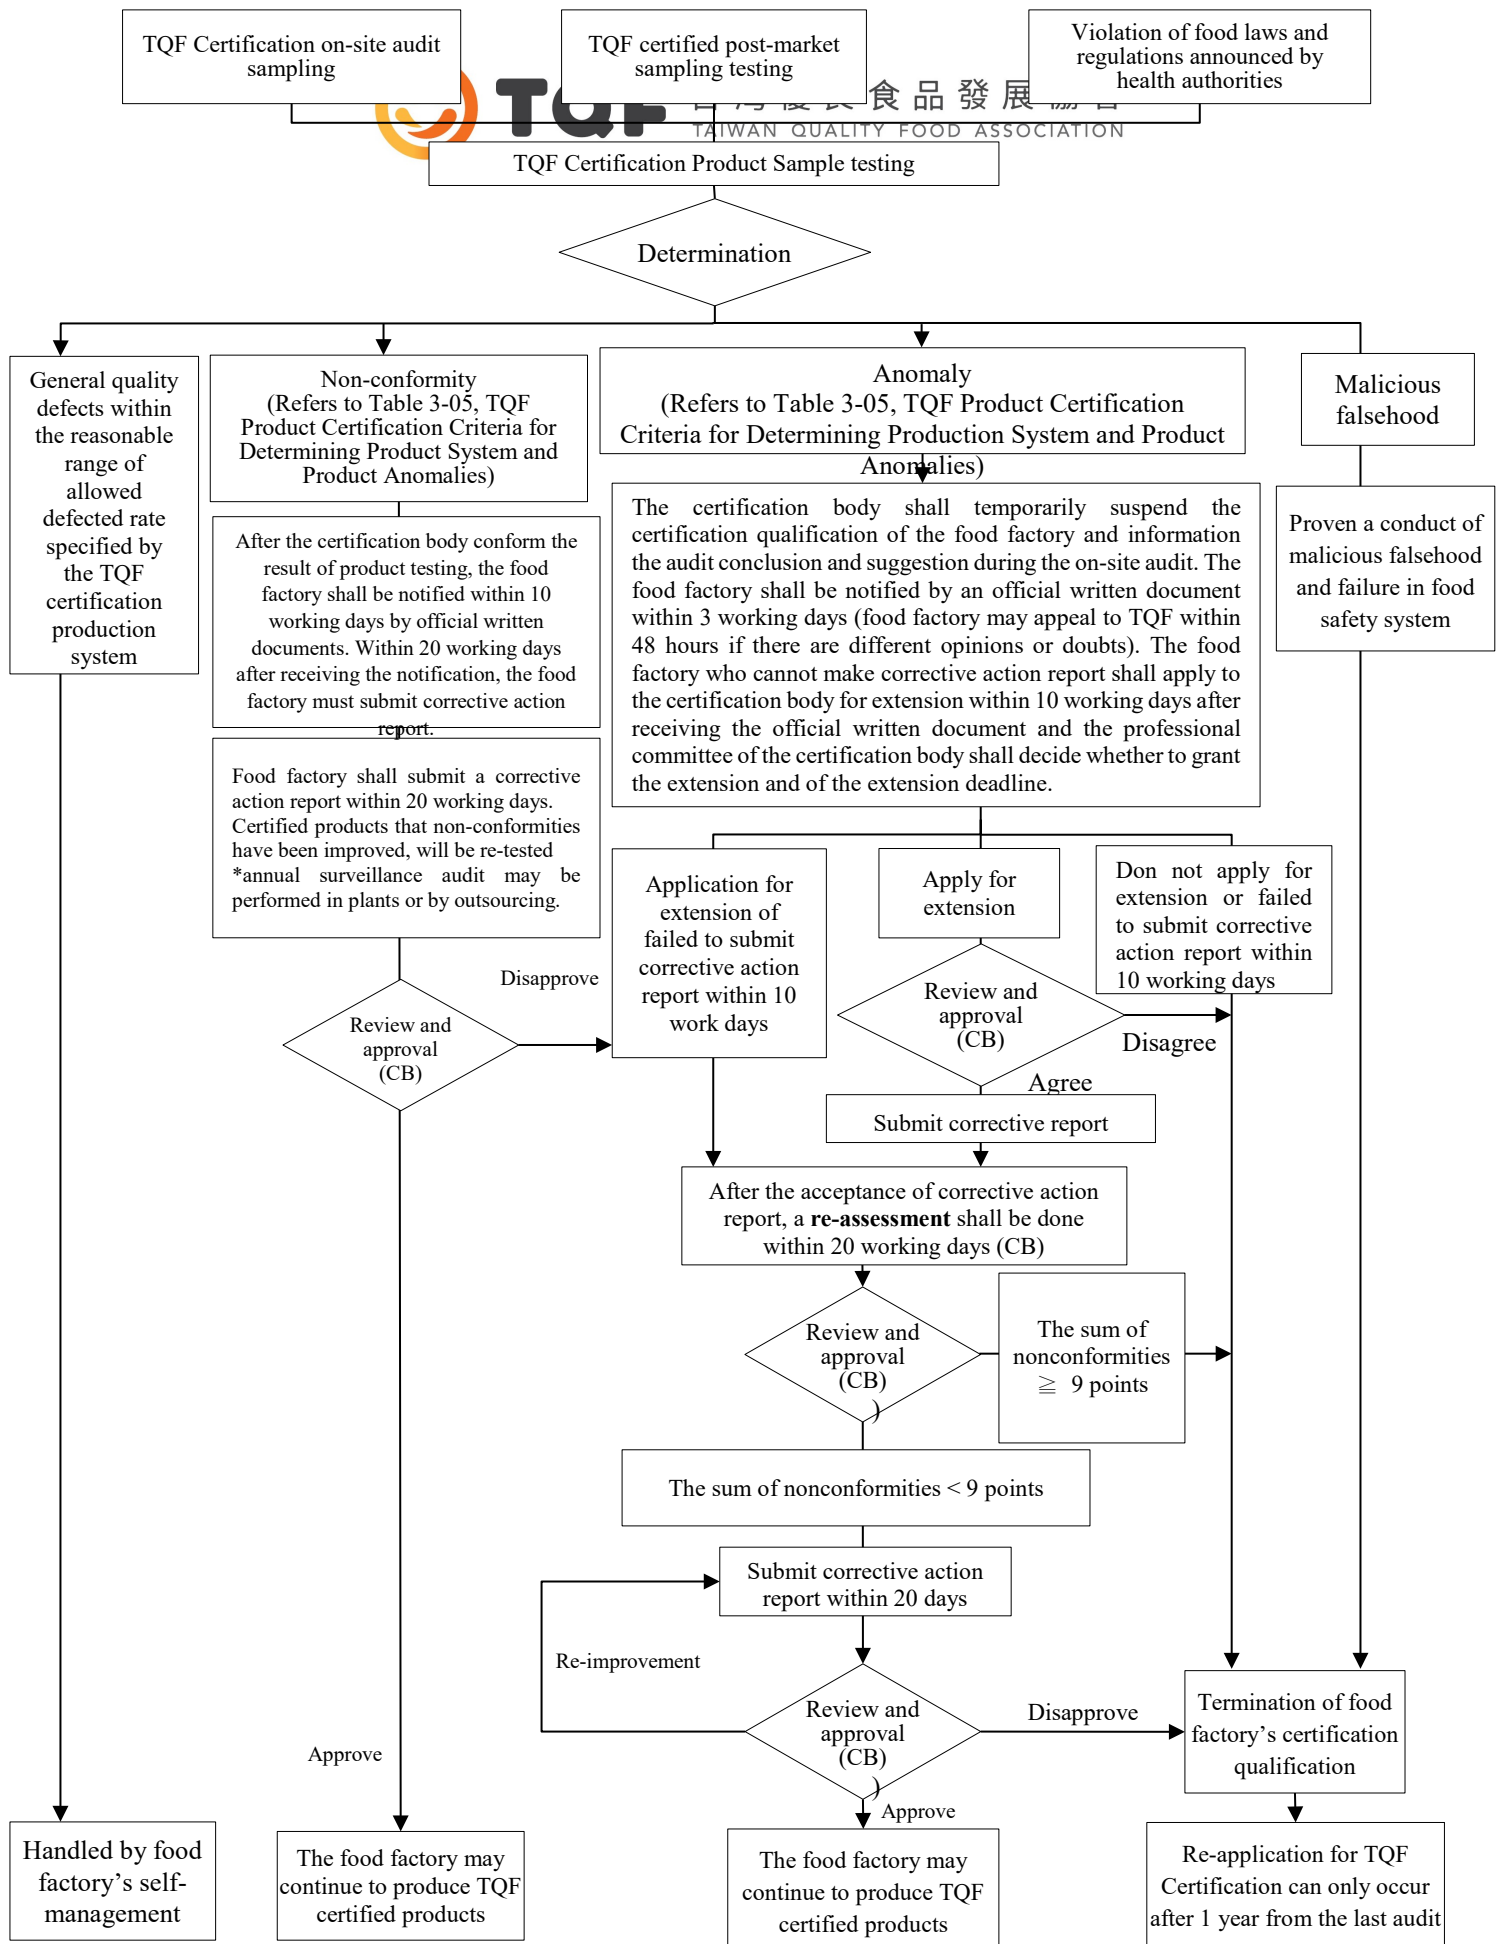 TQF Certification on-site audit
sampling
TQF certified post-market
sampling testing
Violation of food laws and
regulations announced by
health authorities
TQF
食品發展
TAIWAN QUALITY FOOD ASSOCIATION
TQF Certification Product Sample testing
Determination
General quality
defects within
the reasonable
range of
allowed
defected rate
specified by
the TQF
certification
production
system
Non-conformity
(Refers to Table 3-05, TQF
Product Certification Criteria for
Determining Product System and
Product Anomalies)
Anomaly
(Refers to Table 3-05, TQF Product Certification
Criteria for Determining Production System and Product
Anomalies)
Malicious
falsehood
After the certification body conform the
result of product testing, the food
factory shall be notified within 10
working days by official written
documents. Within 20 working days
after receiving the notification, the food
factory must submit corrective action
report.
The certification body shall temporarily suspend the
certification qualification of the food factory and information
the audit conclusion and suggestion during the on-site audit. The
food factory shall be notified by an official written document
within 3 working days (food factory may appeal to TQF within
48 hours if there are different opinions or doubts). The food
factory who cannot make corrective action report shall apply to
the certification body for extension within 10 working days after
receiving the official written document and the professional
committee of the certification body shall decide whether to grant
the extension and of the extension deadline.
Proven a conduct of
malicious falsehood
and failure in food
safety system
Food factory shall submit a corrective
action report within 20 working days.
Certified products that non-conformities
have been improved, will be re-tested
*annual surveillance audit may be
performed in plants or by outsourcing.
Application for
extension of
failed to submit
corrective action
report within 10
work days
Apply for
extension
Don not apply for
extension or failed
to submit corrective
action report within
10 working days
Disapprove
Review and
approval
(CB)
Review and
approval
(CB)
Disagree
Agree
Submit corrective report
After the acceptance of corrective action
report, a re-assessment shall be done
within 20 working days (CB)
Review and
approval
(CB)
)
The sum of
nonconformities
≧ 9 points
The sum of nonconformities < 9 points
Submit corrective action
report within 20 days
Re-improvement
Review and
approval
(CB)
)
Disapprove
Termination of food
factory’s certification
qualification
Approve
Approve
Handled by food
factory’s self-
management
The food factory may
continue to produce TQF
certified products
The food factory may
continue to produce TQF
certified products
Re-application for TQF
Certification can only occur
after 1 year from the last audit